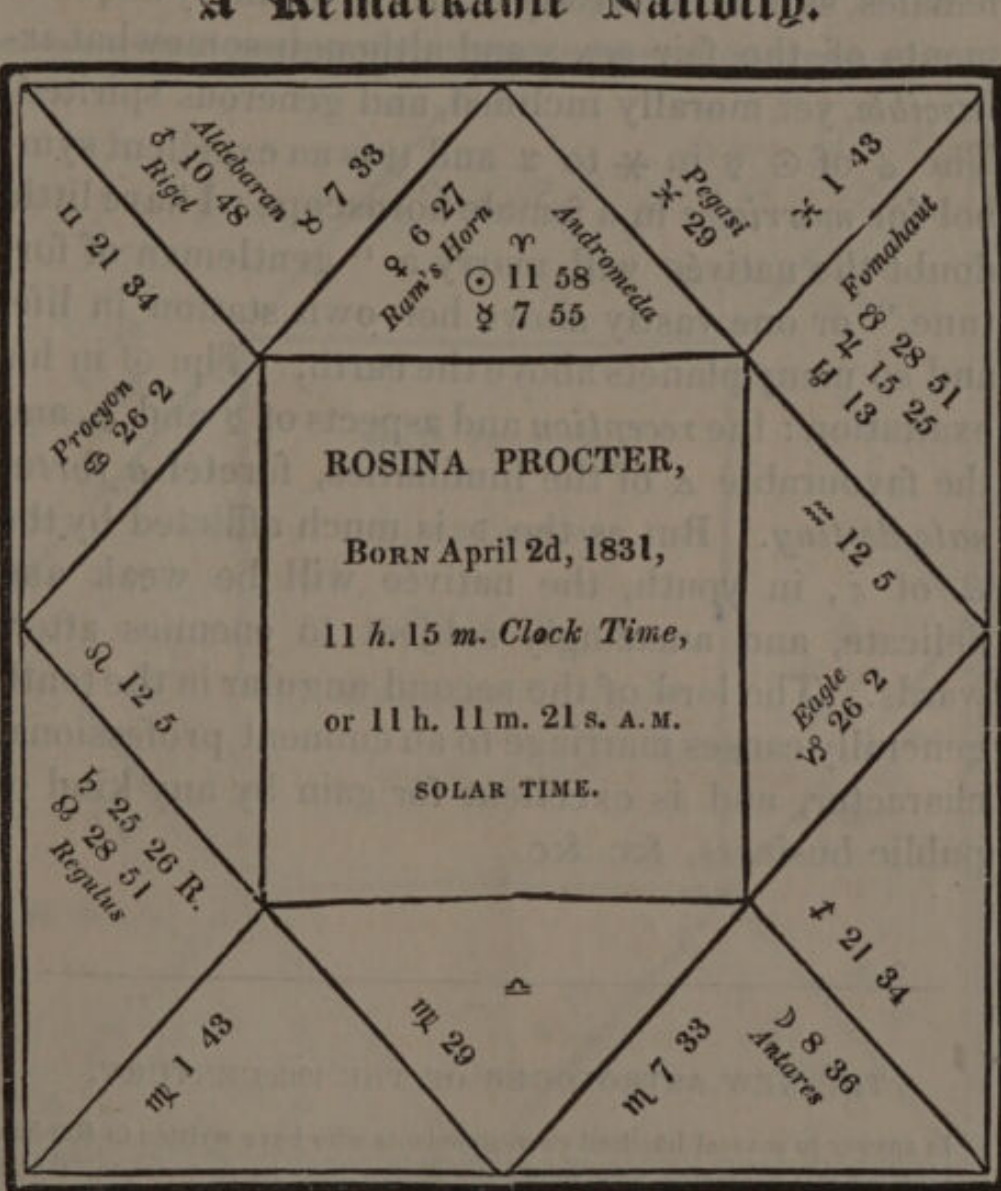 A Remarkable Nativity.
Aldebaran
♂ 10 48
Rigel
♉ 7 33
♊ 21 34
♀ 6 27
Ram's Horn
♈
☉ 11 58
☿ 7 55
Andromeda
Pegasi
♓ 29
♓ 1 43
Fomahaut
☋ 28 51
♃ 15 25
♅ 13
Procyon
♋ 26 2
ROSINA PROCTER,
BORN April 2d, 1831,
11 h. 15 m. Clock Time,
or 11 h. 11 m. 21 s. A.M.
SOLAR TIME.
♒ 12 5
♌ 12 5
Eagle
♑ 26 2
♄ 25 26 R.
☊ 28 51
Regulus
♐ 21 34
♍ 1 43
♍ 29
♎
♏ 7 33
☽ 8 36
Antares